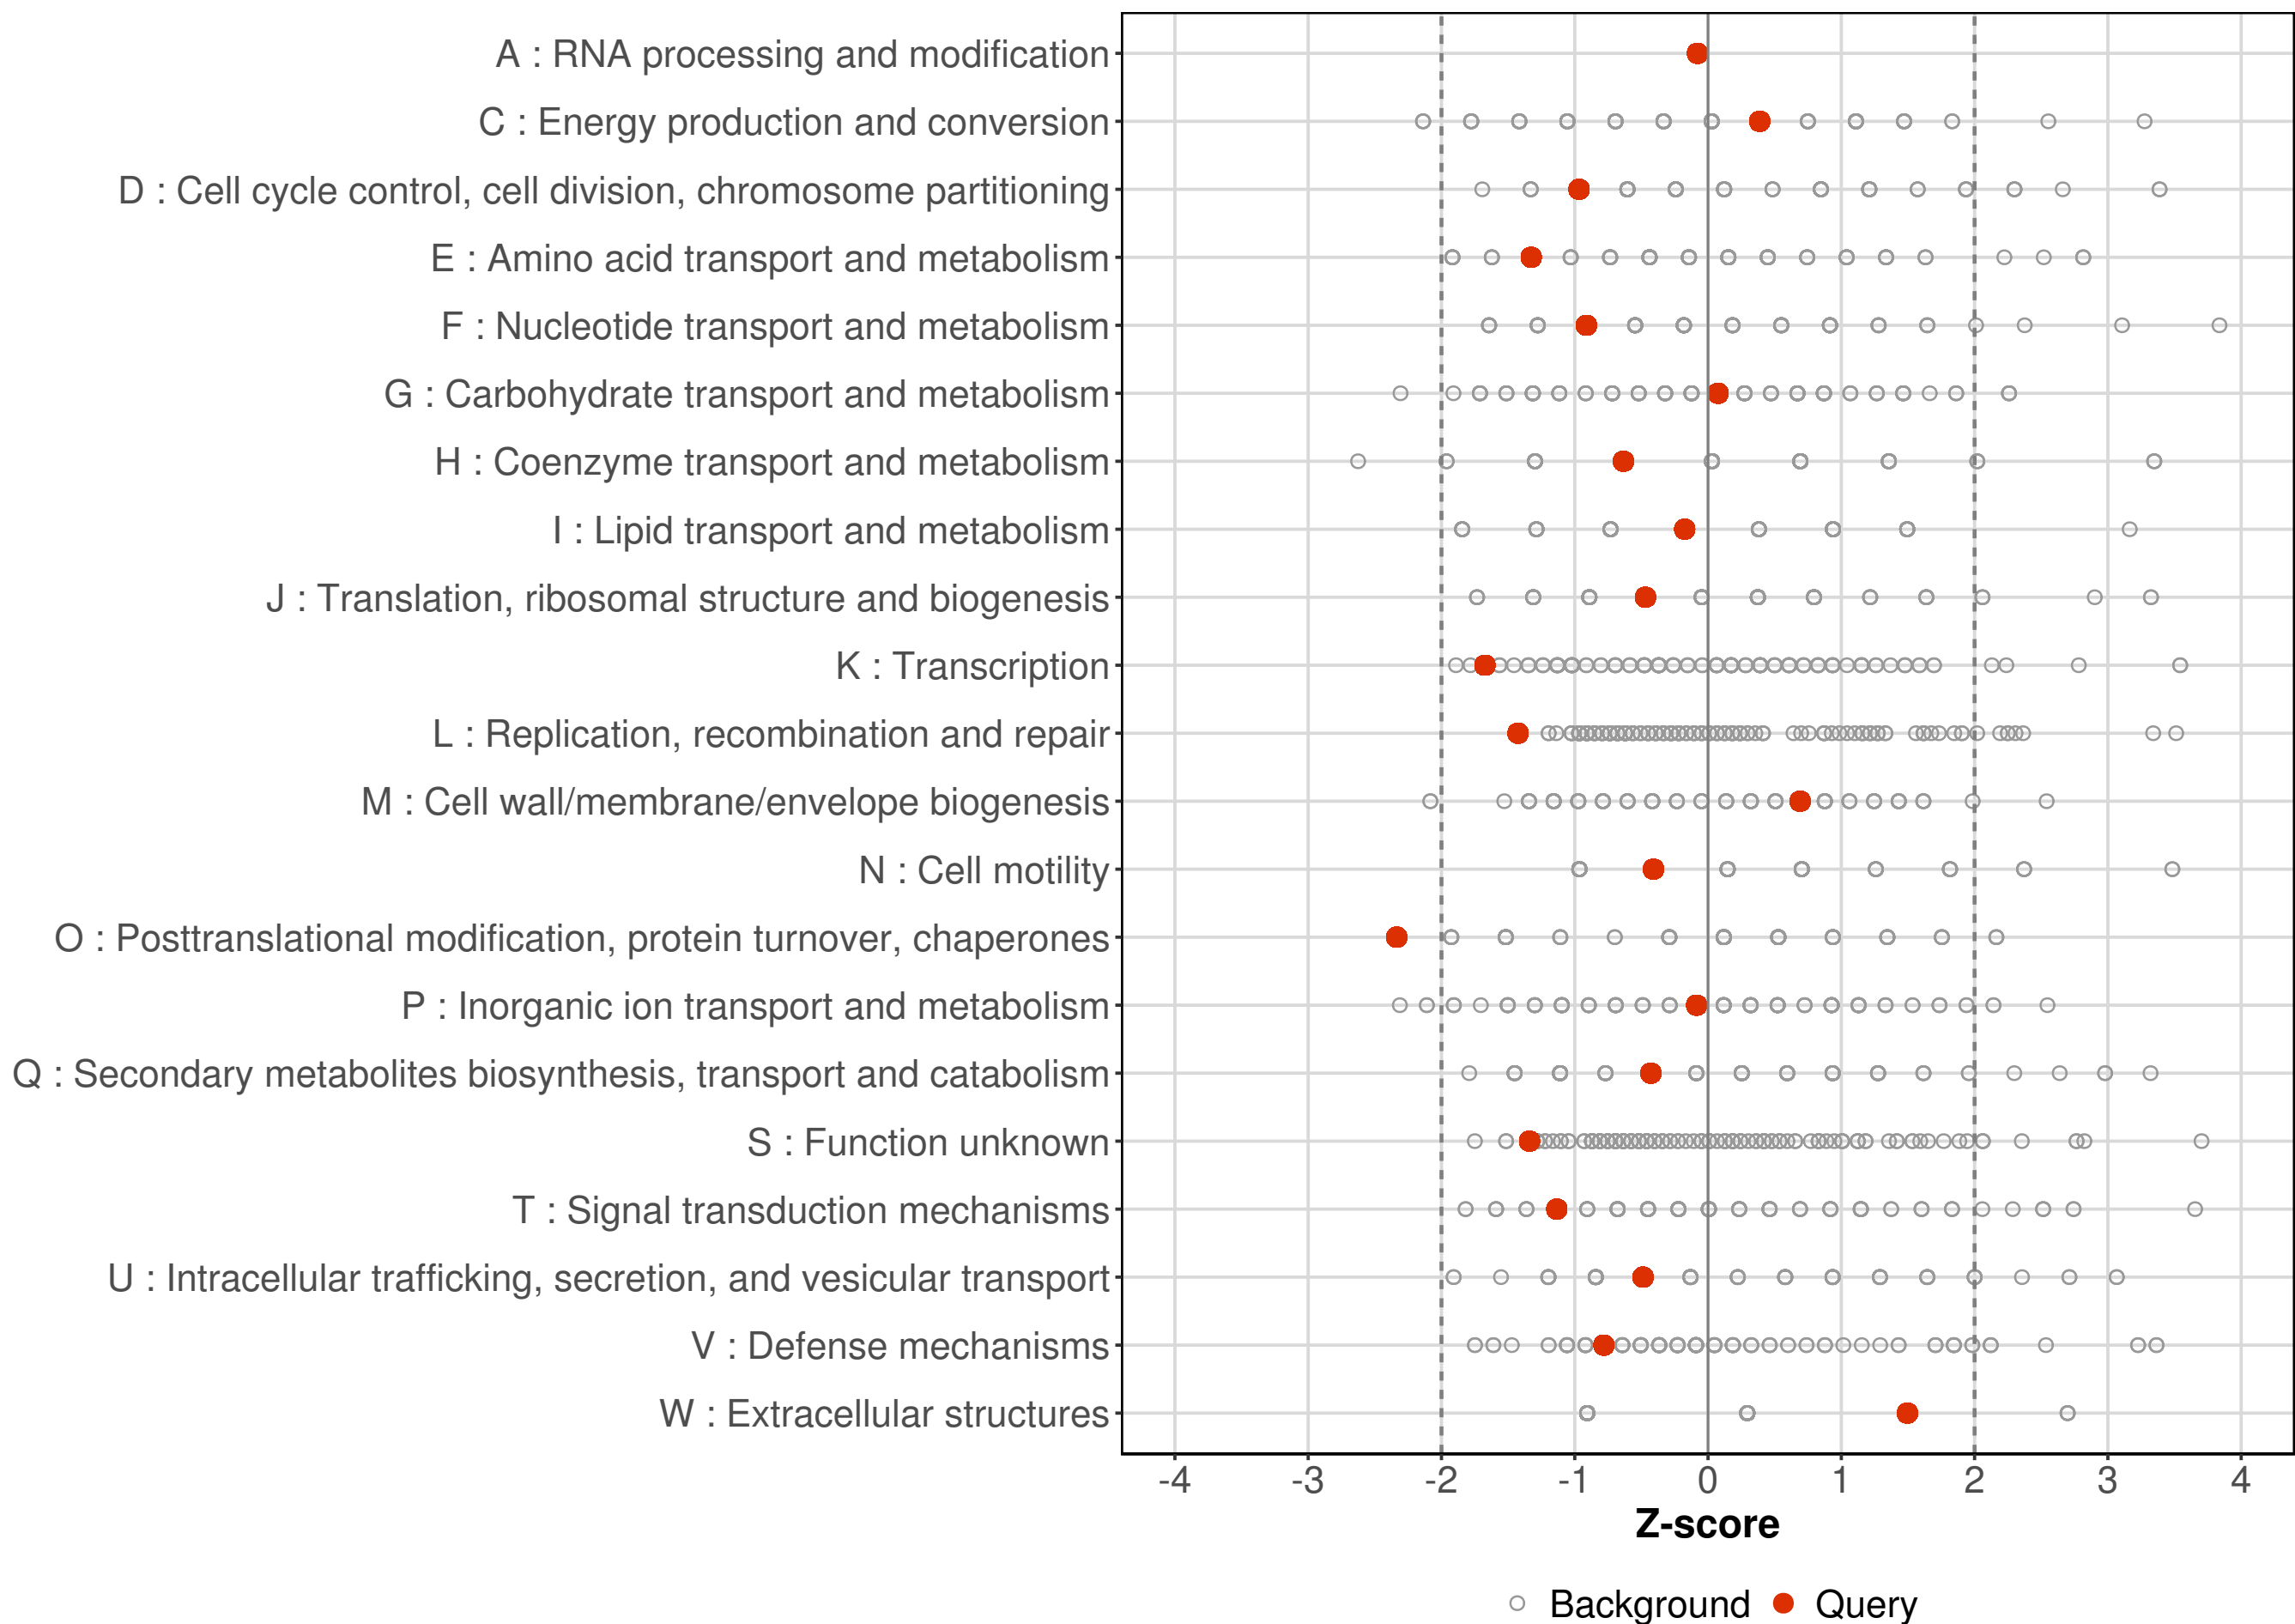 A : RNA processing and modification
C : Energy production and conversion
D : Cell cycle control, cell division, chromosome partitioning
E : Amino acid transport and metabolism
F : Nucleotide transport and metabolism
G : Carbohydrate transport and metabolism
H : Coenzyme transport and metabolism
I : Lipid transport and metabolism
J : Translation, ribosomal structure and biogenesis
K : Transcription
L : Replication, recombination and repair
M : Cell wall/membrane/envelope biogenesis
N : Cell motility
O : Posttranslational modification, protein turnover, chaperones
P : Inorganic ion transport and metabolism
Q : Secondary metabolites biosynthesis, transport and catabolism
S : Function unknown
T : Signal transduction mechanisms
U : Intracellular trafficking, secretion, and vesicular transport
V : Defense mechanisms
W : Extracellular structures
-4 -3 -2 -1 0 1 2 3 4
Z-score
Background Query